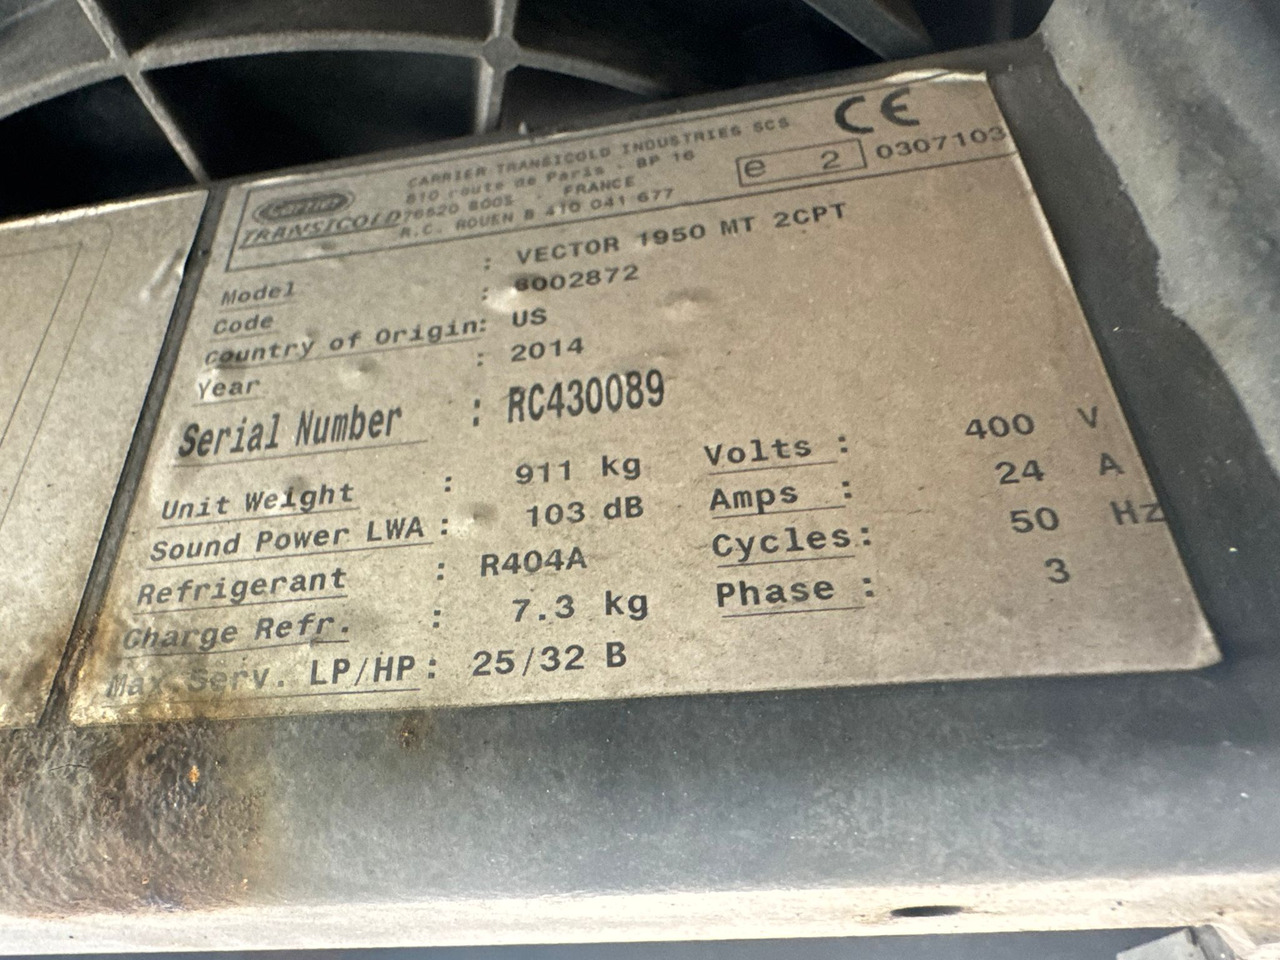 Carrier
TRANSICOLD
CARRIER TRANSICOLD INDUSTRIES SCS
810 route de Paris . BP 16
76520 BOOS - FRANCE
R.C. ROUEN B 410 041 677
CE
e 2 0307103
Model : VECTOR 1950 MT 2CPT
Code : 6002872
Country of Origin: US
Year : 2014
Serial Number : RC430089
Unit Weight : 911 kg
Sound Power LWA : 103 dB
Refrigerant : R404A
Charge Refr. : 7.3 kg
Max.Serv. LP/HP : 25/32 B
Volts : 400 V
Amps : 24 A
Cycles: 50 Hz
Phase : 3